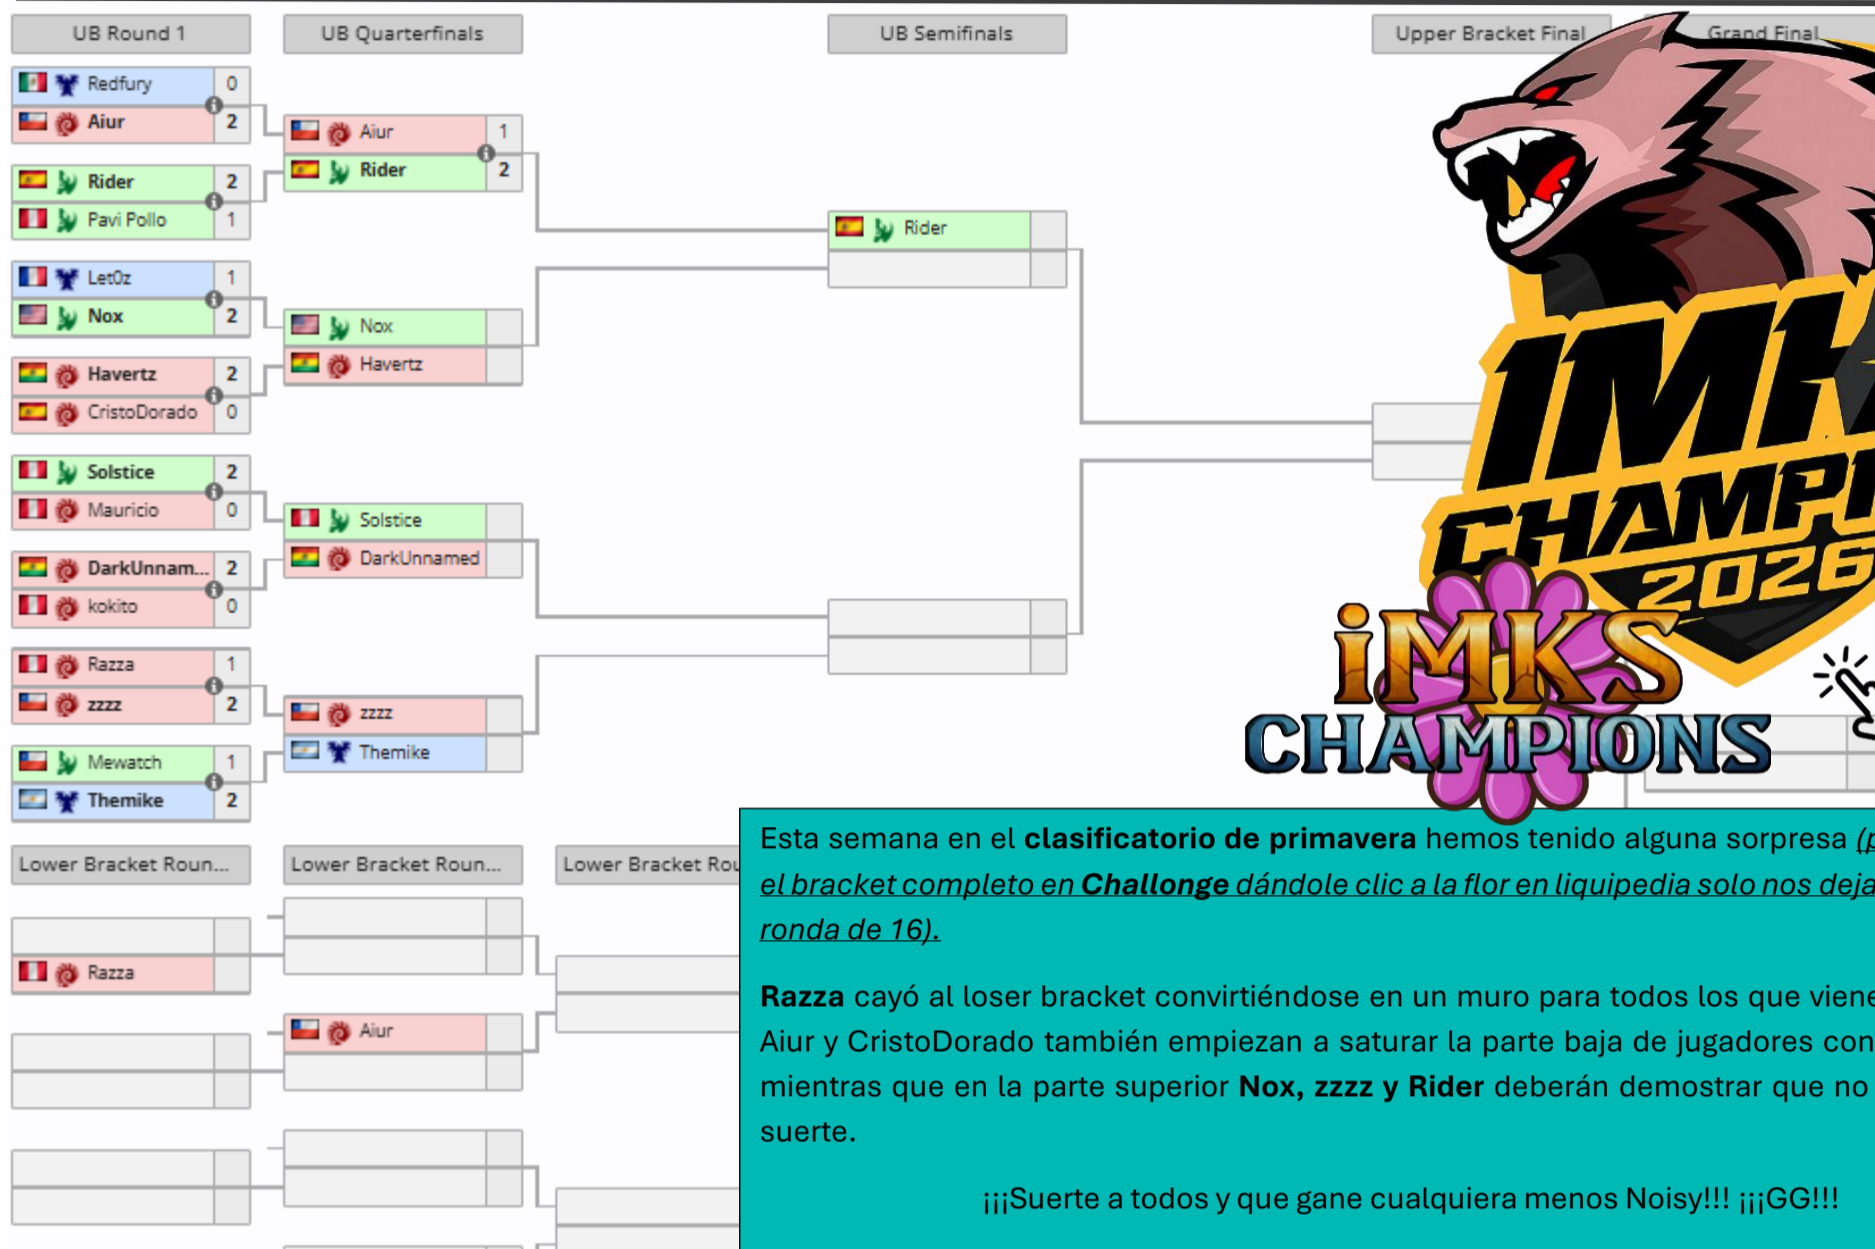 UB Round 1
UB Quarterfinals
UB Semifinals
Upper Bracket Final
Grand Final
Redfury 0
Aiur 2
Rider 2
Pavi Pollo 1
Let0z 1
Nox 2
Havertz 2
CristoDorado 0
Solstice 2
Mauricio 0
DarkUnnam... 2
kokito 0
Razza 1
zzzz 2
Mewatch 1
Themike 2
Aiur 1
Rider 2
Nox
Havertz
Solstice
DarkUnnamed
zzzz
Themike
Rider
CHAMPI
2026
iMKS
CHAMPIONS
Lower Bracket Roun...
Lower Bracket Roun...
Lower Bracket Rou
Razza
Aiur
Esta semana en el clasificatorio de primavera hemos tenido alguna sorpresa (p
el bracket completo en Challonge dándole clic a la flor en liquipedia solo nos deja
ronda de 16).
Razza cayó al loser bracket convirtiéndose en un muro para todos los que viene
Aiur y CristoDorado también empiezan a saturar la parte baja de jugadores con
mientras que en la parte superior Nox, zzzz y Rider deberán demostrar que no
suerte.
¡¡¡Suerte a todos y que gane cualquiera menos Noisy!!! ¡¡¡GG!!!